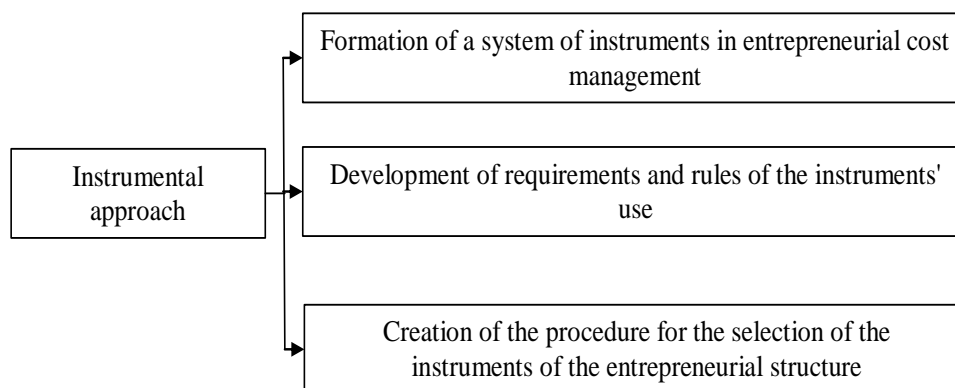 Formation of a system of instruments in entrepreneurial cost
management
Instrumental
approach
Development of requirements and rules of the instruments'
use
Creation of the procedure for the selection of the
instruments of the entrepreneurial structure